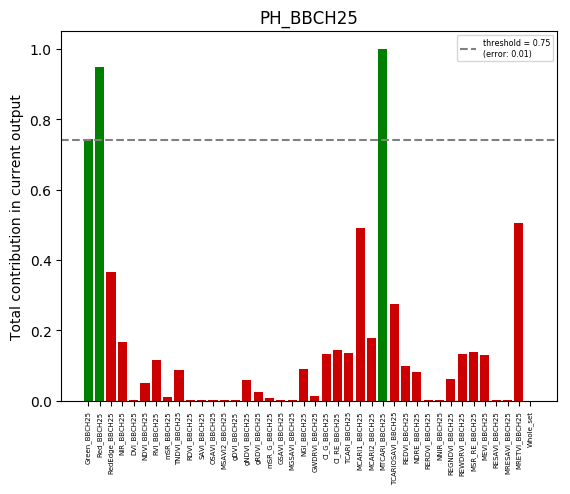 PH_BBCH25
threshold = 0.75
(error: 0.01)
Total contribution in current output
1.0
0.8
0.6
0.4
0.2
0.0
Green_BBCH25
Red_BBCH25
RedEdge_BBCH25
NIR_BBCH25
DVI_BBCH25
NDVI_BBCH25
RVI_BBCH25
mSR_BBCH25
TNDVI_BBCH25
RDVI_BBCH25
SAVI_BBCH25
OSAVI_BBCH25
MSAVI2_BBCH25
gDVI_BBCH25
gNDVI_BBCH25
gRDVI_BBCH25
mSR_G_BBCH25
GSAVI_BBCH25
MGSAVI_BBCH25
NGI_BBCH25
GWDRVI_BBCH25
CI_G_BBCH25
CI_RE_BBCH25
TCARI_BBCH25
MCARI1_BBCH25
MCARI2_BBCH25
MTCARI_BBCH25
TCARIOSAVI_BBCH25
REDVI_BBCH25
NDRE_BBCH25
RERDVI_BBCH25
NNIR_BBCH25
REGNDVI_BBCH25
REWDRVI_BBCH25
MSR_RE_BBCH25
MEVI_BBCH25
RESAVI_BBCH25
MRESAVI_BBCH25
MRETVI_BBCH25
Whole_set